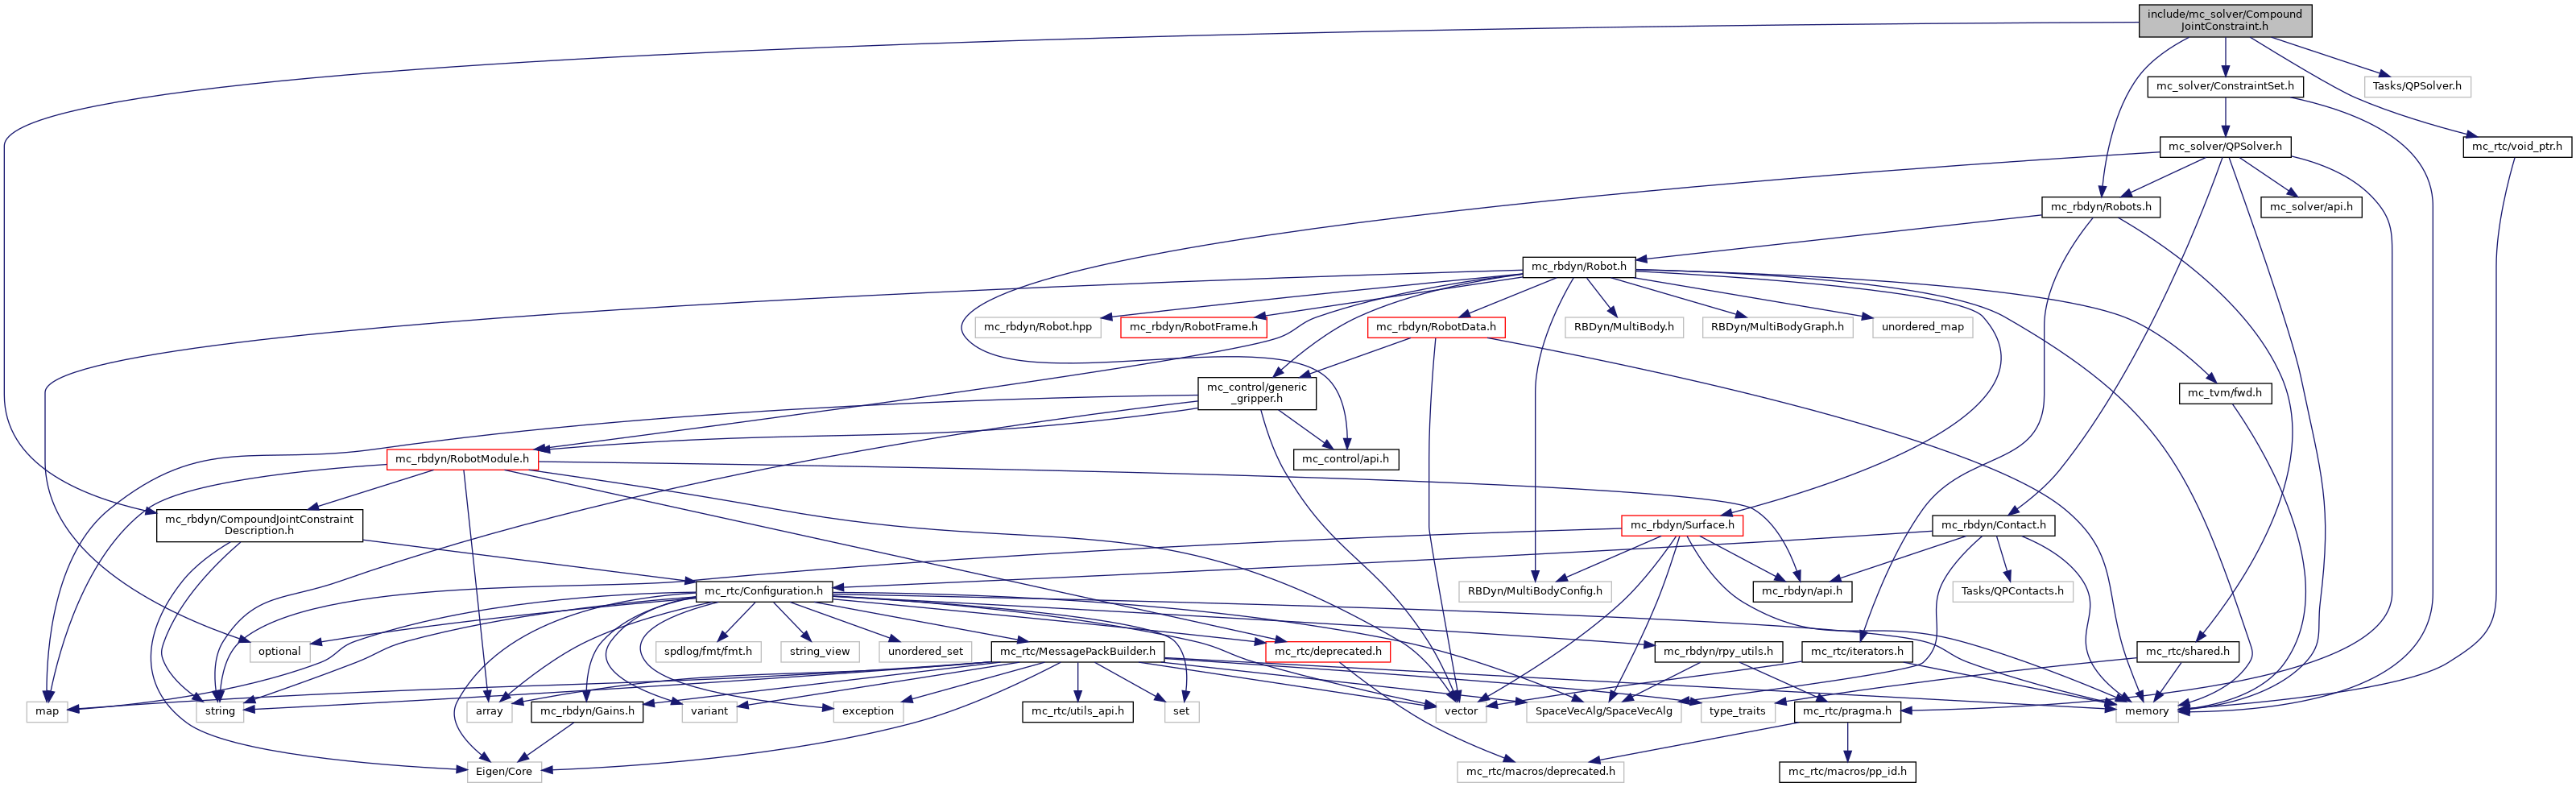 include/mc_solver/Compound
JointConstraint.h
mc_solver/ConstraintSet.h
Tasks/QPSolver.h
mc_solver/QPSolver.h
mc_rtc/void_ptr.h
mc_rbdyn/Robots.h
mc_solver/api.h
mc_rbdyn/Robot.h
mc_rbdyn/Robot.hpp
mc_rbdyn/RobotFrame.h
mc_rbdyn/RobotData.h
RBDyn/MultiBody.h
RBDyn/MultiBodyGraph.h
unordered_map
mc_control/generic
_gripper.h
mc_tvm/fwd.h
mc_rbdyn/RobotModule.h
mc_control/api.h
mc_rbdyn/CompoundJointConstraint
Description.h
mc_rbdyn/Surface.h
mc_rbdyn/Contact.h
mc_rtc/Configuration.h
RBDyn/MultiBodyConfig.h
mc_rbdyn/api.h
Tasks/QPContacts.h
optional
spdlog/fmt/fmt.h
string_view
unordered_set
mc_rtc/MessagePackBuilder.h
mc_rtc/deprecated.h
mc_rbdyn/rpy_utils.h
mc_rtc/iterators.h
mc_rtc/shared.h
map
string
array
mc_rbdyn/Gains.h
variant
exception
mc_rtc/utils_api.h
set
vector
SpaceVecAlg/SpaceVecAlg
type_traits
mc_rtc/pragma.h
memory
Eigen/Core
mc_rtc/macros/deprecated.h
mc_rtc/macros/pp_id.h